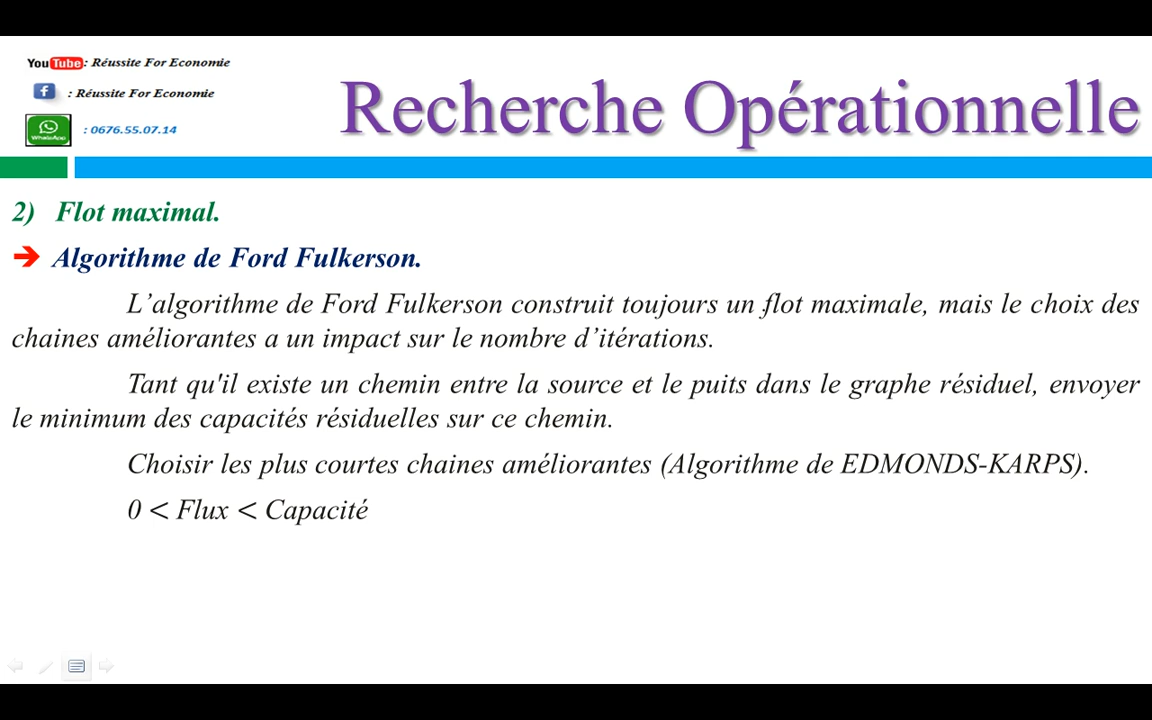 YouTube : Réussite For Economie
f : Réussite For Economie
WhatsApp : 0676.55.07.14
Recherche Opérationnelle
2) Flot maximal.
➔ Algorithme de Ford Fulkerson.
L’algorithme de Ford Fulkerson construit toujours un flot maximale, mais le choix des
chaines améliorantes a un impact sur le nombre d’itérations.
Tant qu'il existe un chemin entre la source et le puits dans le graphe résiduel, envoyer
le minimum des capacités résiduelles sur ce chemin.
Choisir les plus courtes chaines améliorantes (Algorithme de EDMONDS-KARPS).
0 < Flux < Capacité